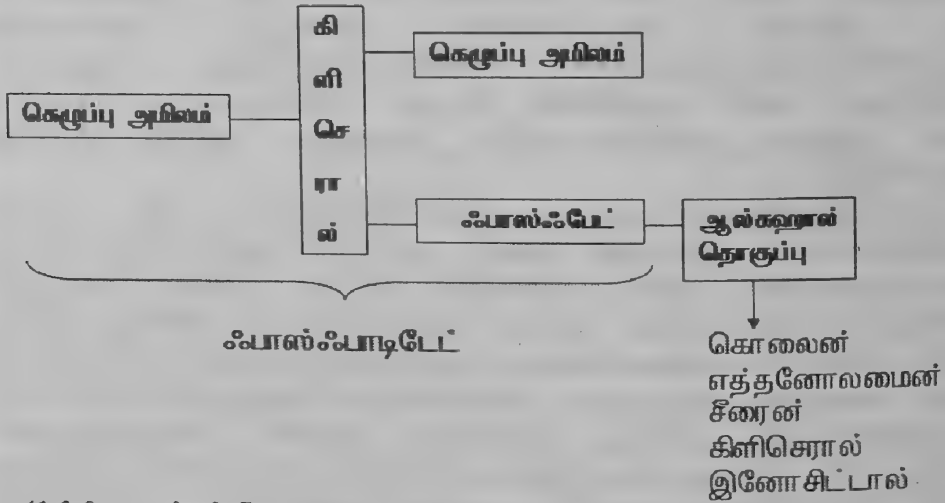 கொழுப்பு அமிலம்
கி
ளி
செ
ரா
ல்
கொழுப்பு அமிலம்
ஃபாஸ்ஃபேட்
ஆல்கஹால்
தொகுப்பு
ஃபாஸ்ஃபாடிடேட்
கொலைன்
எத்தனோலமைன்
சீரைன்
கிளிசெரால்
இனோசிட்டால்